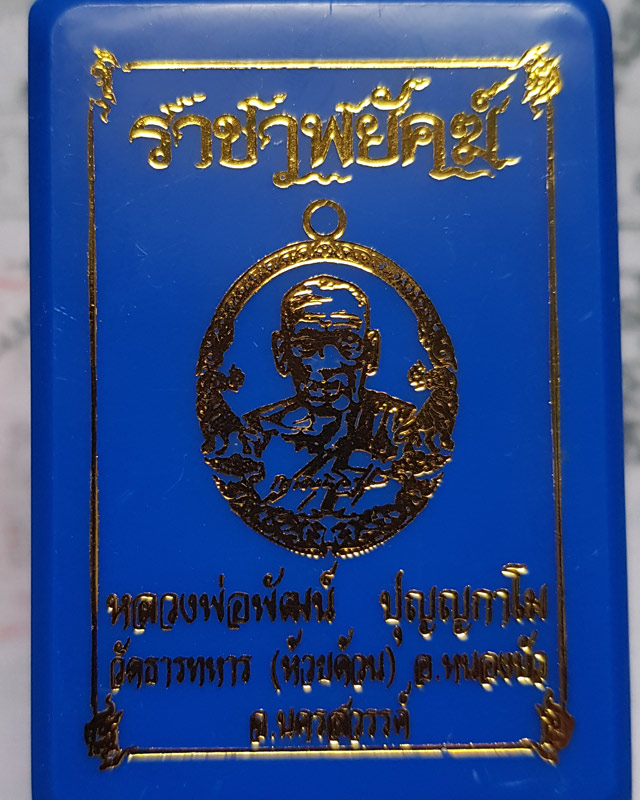 ราชาพยัคฆ์
หลวงพ่อพัฒน์ ปุญญกาโม
วัดธารทหาร (ห้วยด้วน) อ.หนองบัว
จ.นครสวรรค์